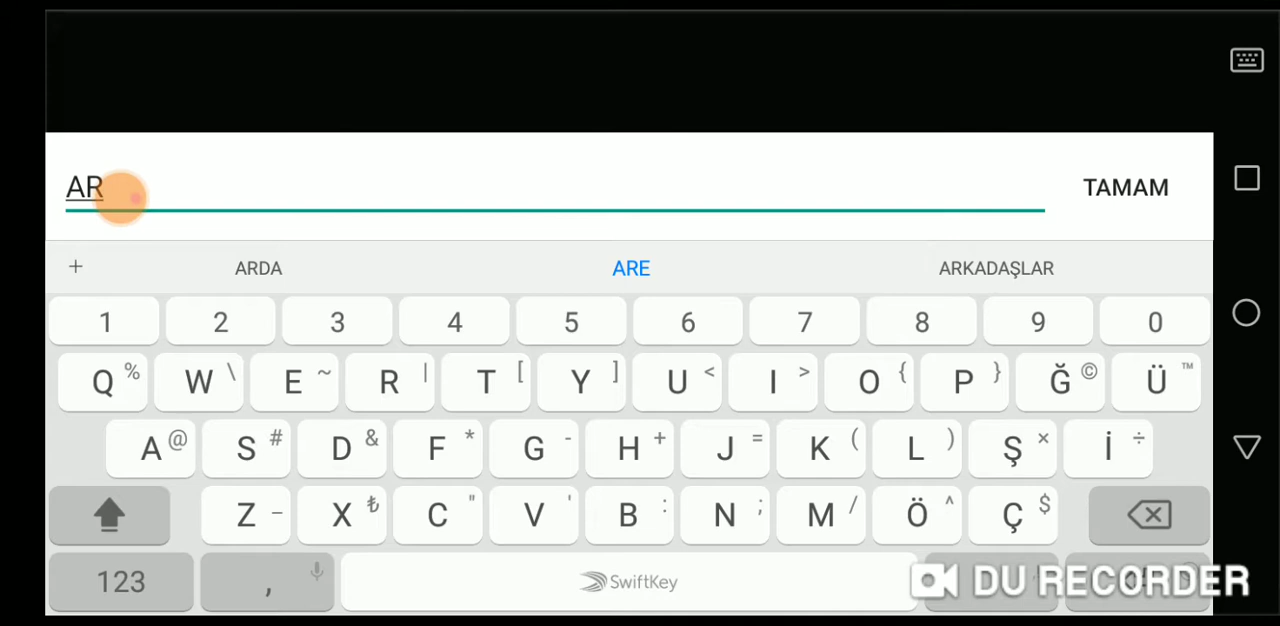 AR
TAMAM
+ ARDA ARE ARKADAŞLAR
1 2 3 4 5 6 7 8 9 0
Q % W \ E ~ R | T [ Y ] U < I > O { P } Ğ © Ü ™
A @ S # D & F * G - H + J = K ( L ) Ş × İ ÷
Z _ X ₺ C " V ' B : N ; M / Ö ^ Ç $
123 , SwiftKey
DU RECORDER